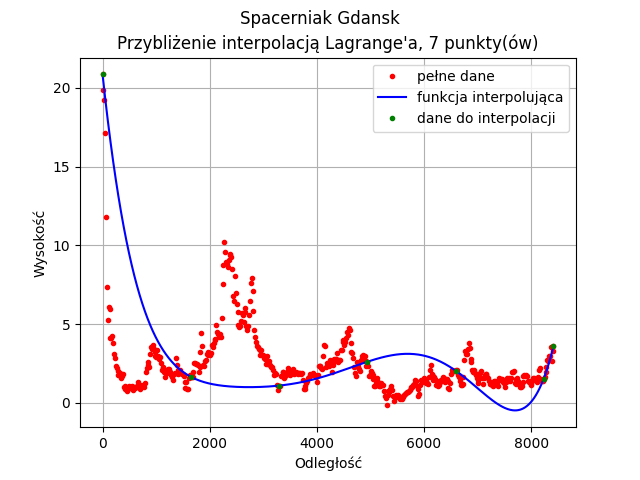 Spacerniak Gdansk
Przybliżenie interpolacją Lagrange'a, 7 punkty(ów)
pełne dane
funkcja interpolująca
dane do interpolacji
Wysokość
20
15
10
5
0
0 2000 4000 6000 8000
Odległość